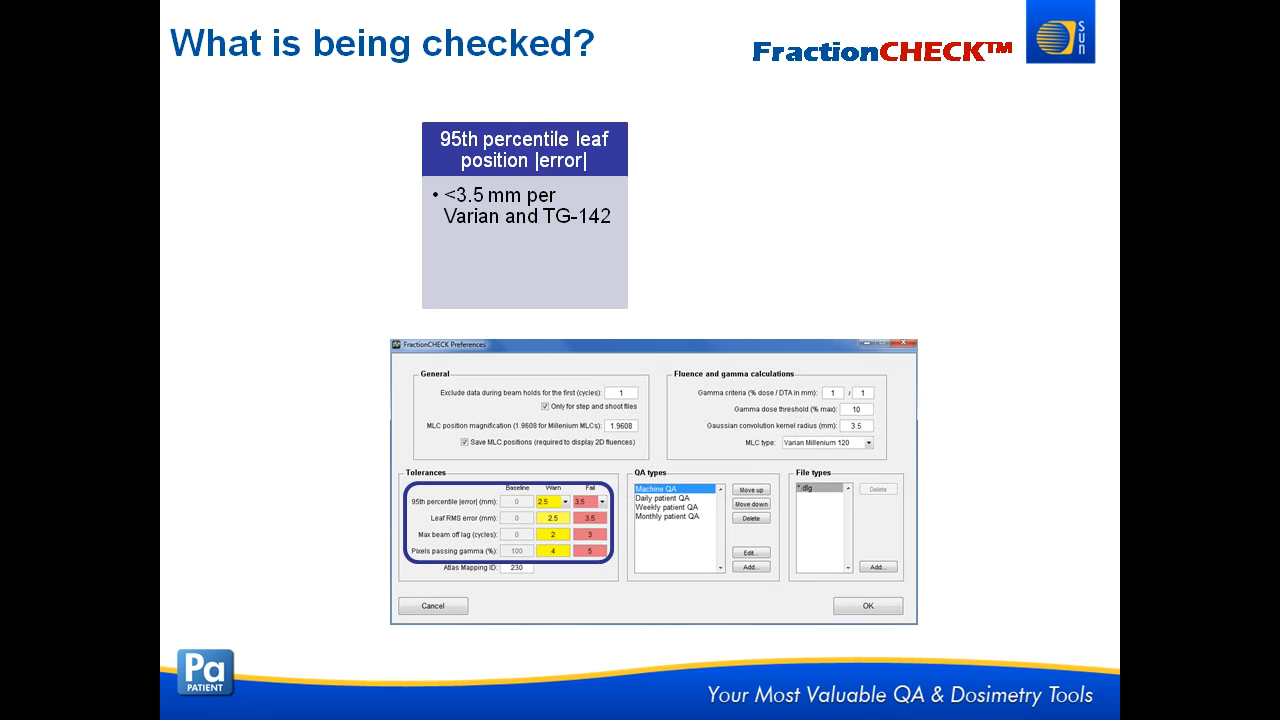 What is being checked?
FractionCHECK™
sun
95th percentile leaf
position |error|
• <3.5 mm per
Varian and TG-142
FractionCHECK Preferences
General
Exclude data during beam holds for the first (cycles): 1
Only for step and shoot files
MLC position magnification (1.9608 for Millenium MLCs): 1.9608
Save MLC positions (required to display 2D fluences)
Fluence and gamma calculations
Gamma criteria (% dose / DTA in mm): 1 / 1
Gamma dose threshold (% max): 10
Gaussian convolution kernel radius (mm): 3.5
MLC type: Varian Millenium 120
Tolerances
Baseline Warn Fail
95th percentile |error| (mm): 0 2.5 3.5
Leaf RMS error (mm): 0 2.5 3.5
Max beam off lag (cycles): 0 2 3
Pixels passing gamma (%): 100 4 5
Atlas Mapping ID: 230
QA types
Machine QA
Daily patient QA
Weekly patient QA
Monthly patient QA
Move up
Move down
Delete
Edit...
Add...
File types
*.dlg
Delete
Add...
Cancel
OK
Pa
PATIENT
Your Most Valuable QA & Dosimetry Tools